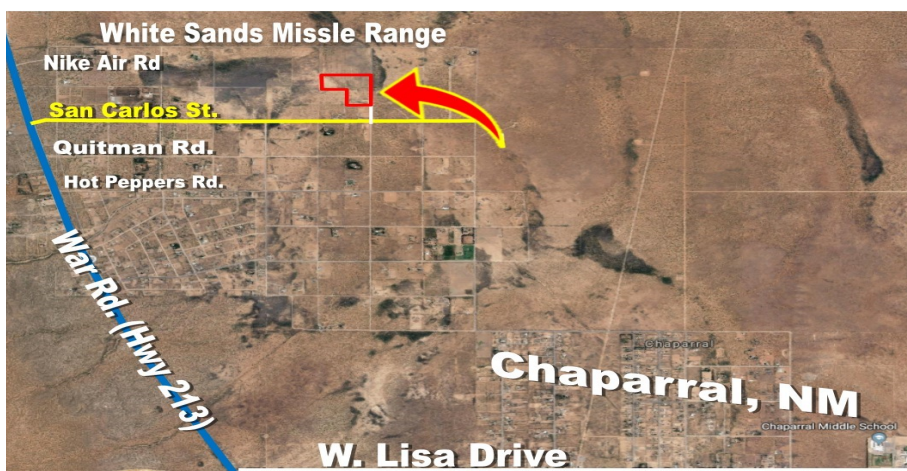 White Sands Missle Range
Nike Air Rd
San Carlos St.
Quitman Rd.
Hot Peppers Rd.
War Rd. (Hwy 213)
Chaparral
Chaparral, NM
Chaparral Middle School
W. Lisa Drive